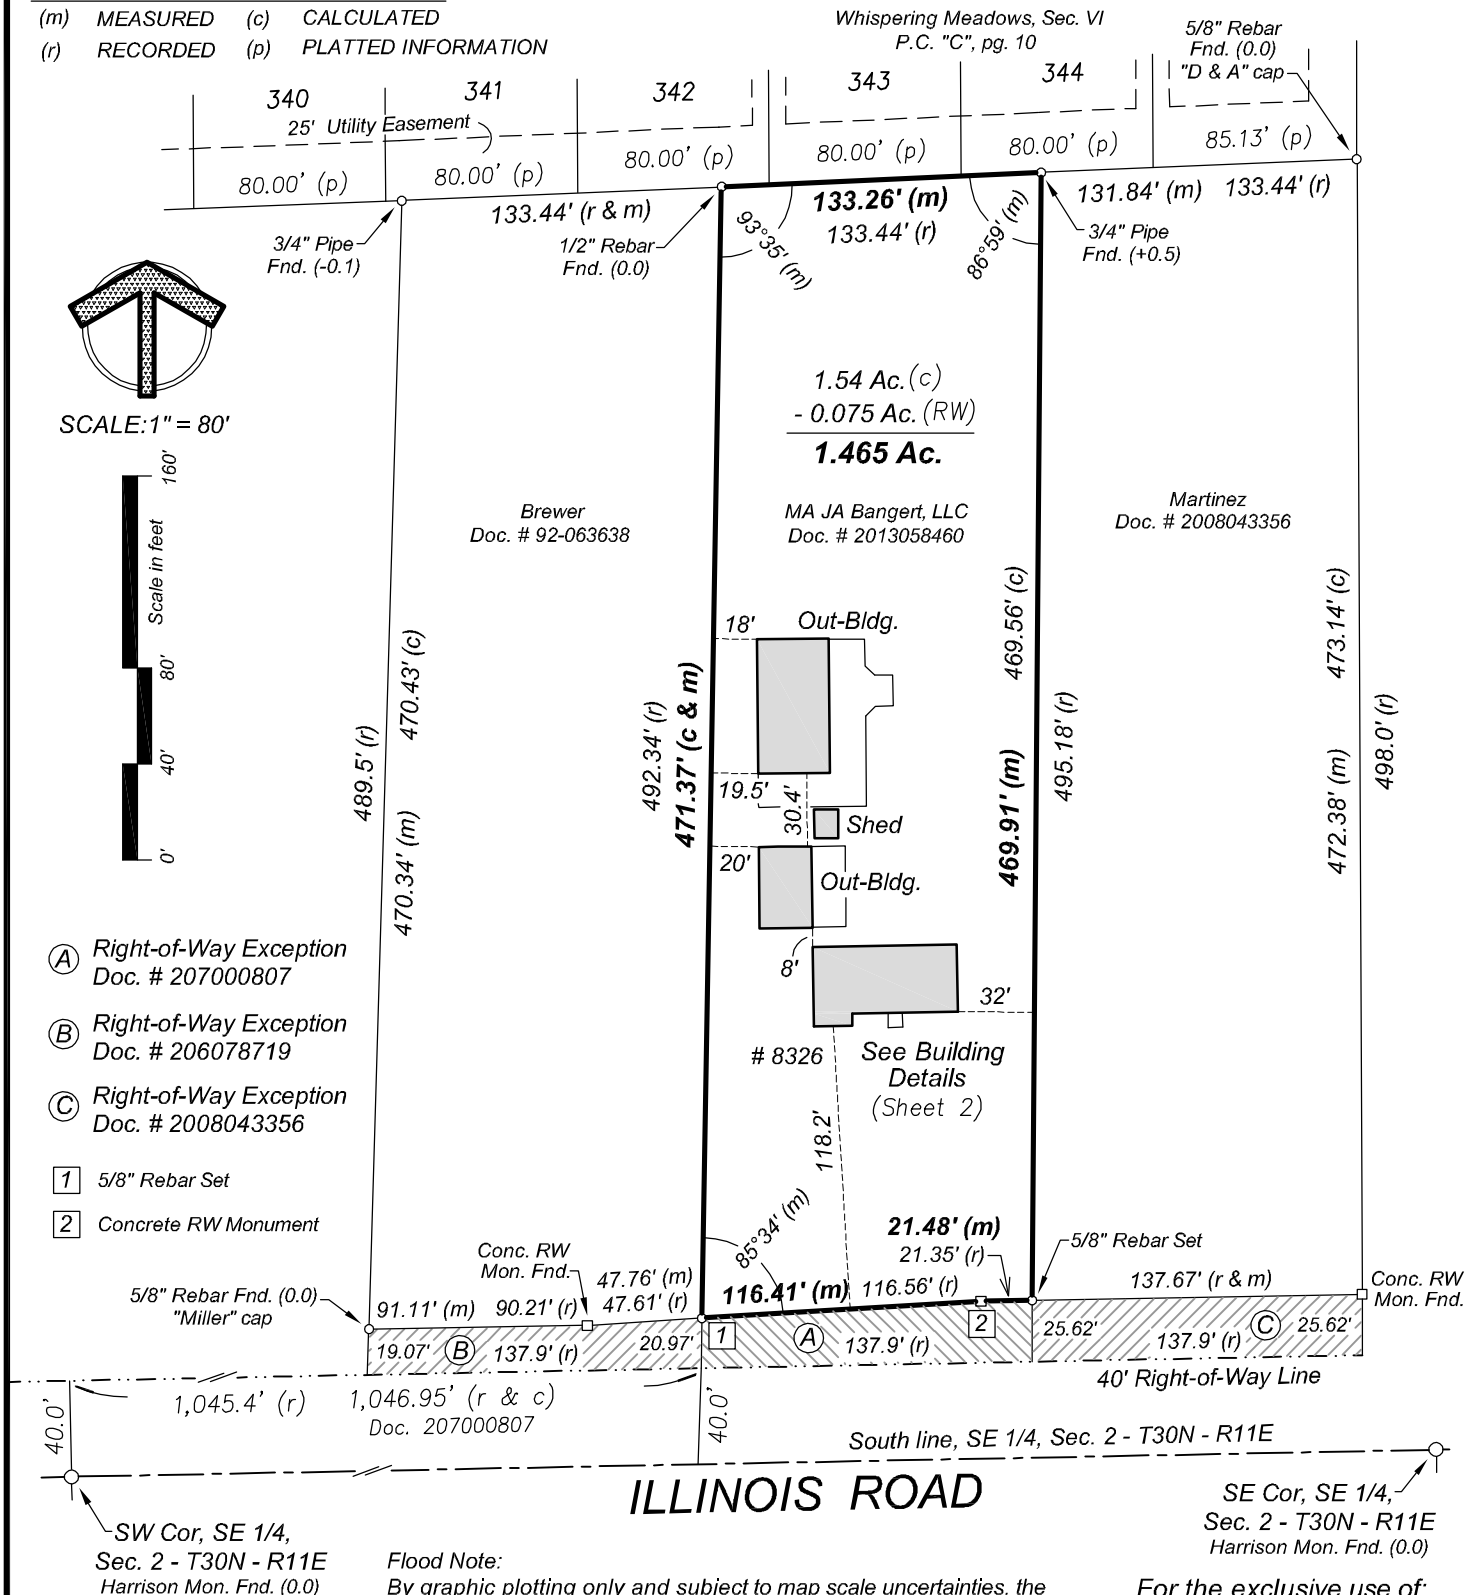 (m) MEASURED (c) CALCULATED
(r) RECORDED (p) PLATTED INFORMATION
Whispering Meadows, Sec. VI
P.C. "C", pg. 10
5/8" Rebar
Fnd. (0.0)
"D & A" cap
340
341
342
343
344
25' Utility Easement
80.00' (p)
80.00' (p)
80.00' (p)
80.00' (p)
80.00' (p)
85.13' (p)
133.44' (r & m)
133.26' (m)
133.44' (r)
131.84' (m) 133.44' (r)
3/4" Pipe
Fnd. (-0.1)
1/2" Rebar
Fnd. (0.0)
93°35' (m)
86°59' (m)
3/4" Pipe
Fnd. (+0.5)
SCALE:1" = 80'
160'
80'
40'
0'
Scale in feet
1.54 Ac.(c)
- 0.075 Ac. (RW)
1.465 Ac.
Brewer
Doc. # 92-063638
MA JA Bangert, LLC
Doc. # 2013058460
Martinez
Doc. # 2008043356
489.5' (r)
470.43' (c)
470.34' (m)
492.34' (r)
471.37' (c & m)
469.56' (c)
469.91' (m)
495.18' (r)
473.14' (c)
472.38' (m)
498.0' (r)
18'
Out-Bldg.
19.5'
30.4'
Shed
20'
Out-Bldg.
8'
32'
# 8326
See Building
Details
(Sheet 2)
118.2'
A Right-of-Way Exception
Doc. # 207000807
B Right-of-Way Exception
Doc. # 206078719
C Right-of-Way Exception
Doc. # 2008043356
1 5/8" Rebar Set
2 Concrete RW Monument
85°34' (m)
21.48' (m)
21.35' (r)
5/8" Rebar Set
Conc. RW
Mon. Fnd.
47.76' (m)
47.61' (r)
116.41' (m)
116.56' (r)
137.67' (r & m)
Conc. RW
Mon. Fnd.
5/8" Rebar Fnd. (0.0)
"Miller" cap
91.11' (m) 90.21' (r)
19.07'
B
137.9' (r)
20.97'
1
A
137.9' (r)
2
25.62'
137.9' (r)
C
25.62'
40' Right-of-Way Line
40.0'
1,045.4' (r)
1,046.95' (r & c)
Doc. 207000807
40.0'
South line, SE 1/4, Sec. 2 - T30N - R11E
ILLINOIS ROAD
SW Cor, SE 1/4,
Sec. 2 - T30N - R11E
Harrison Mon. Fnd. (0.0)
SE Cor, SE 1/4,
Sec. 2 - T30N - R11E
Harrison Mon. Fnd. (0.0)
Flood Note:
By graphic plotting only and subject to map scale uncertainties, the
For the exclusive use of: